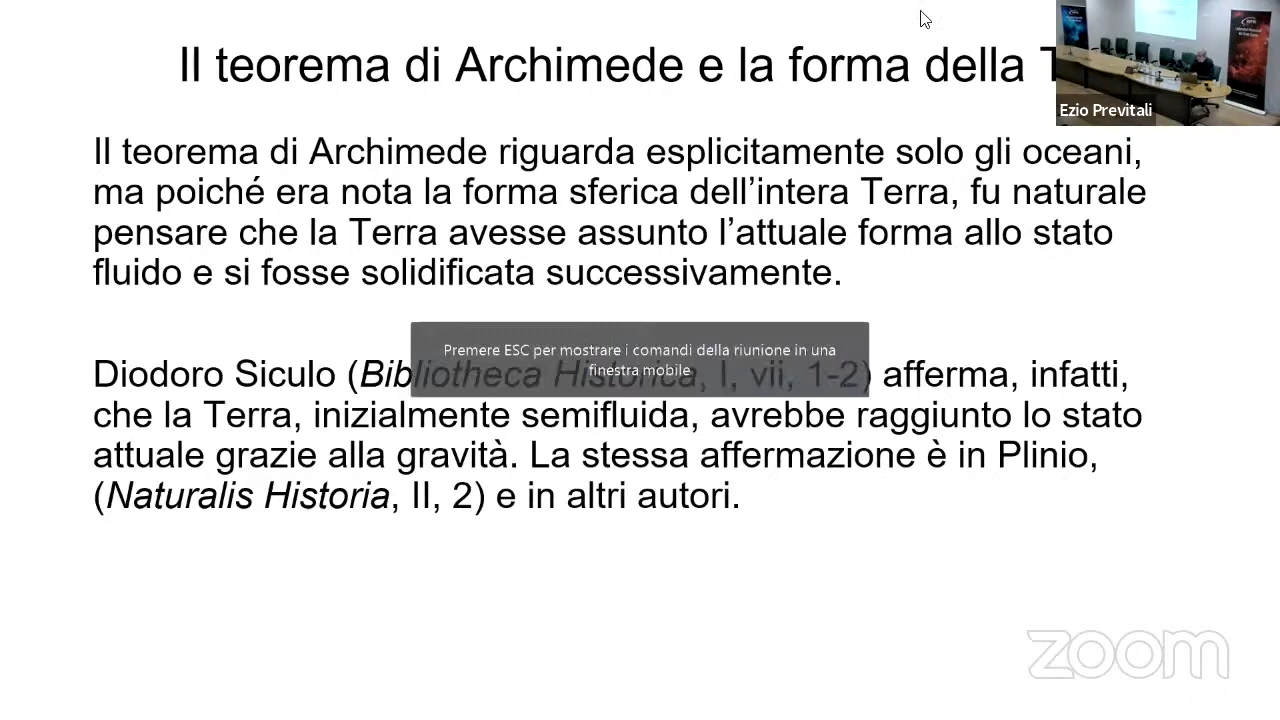 Il teorema di Archimede e la forma della T
Ezio Previtali
Il teorema di Archimede riguarda esplicitamente solo gli oceani,
ma poiché era nota la forma sferica dell’intera Terra, fu naturale
pensare che la Terra avesse assunto l’attuale forma allo stato
fluido e si fosse solidificata successivamente.
Premere ESC per mostrare i comandi della riunione in una
finestra mobile
Diodoro Siculo (Bibliotheca Historica, I, vii, 1-2) afferma, infatti,
che la Terra, inizialmente semifluida, avrebbe raggiunto lo stato
attuale grazie alla gravità. La stessa affermazione è in Plinio,
(Naturalis Historia, II, 2) e in altri autori.
zoom